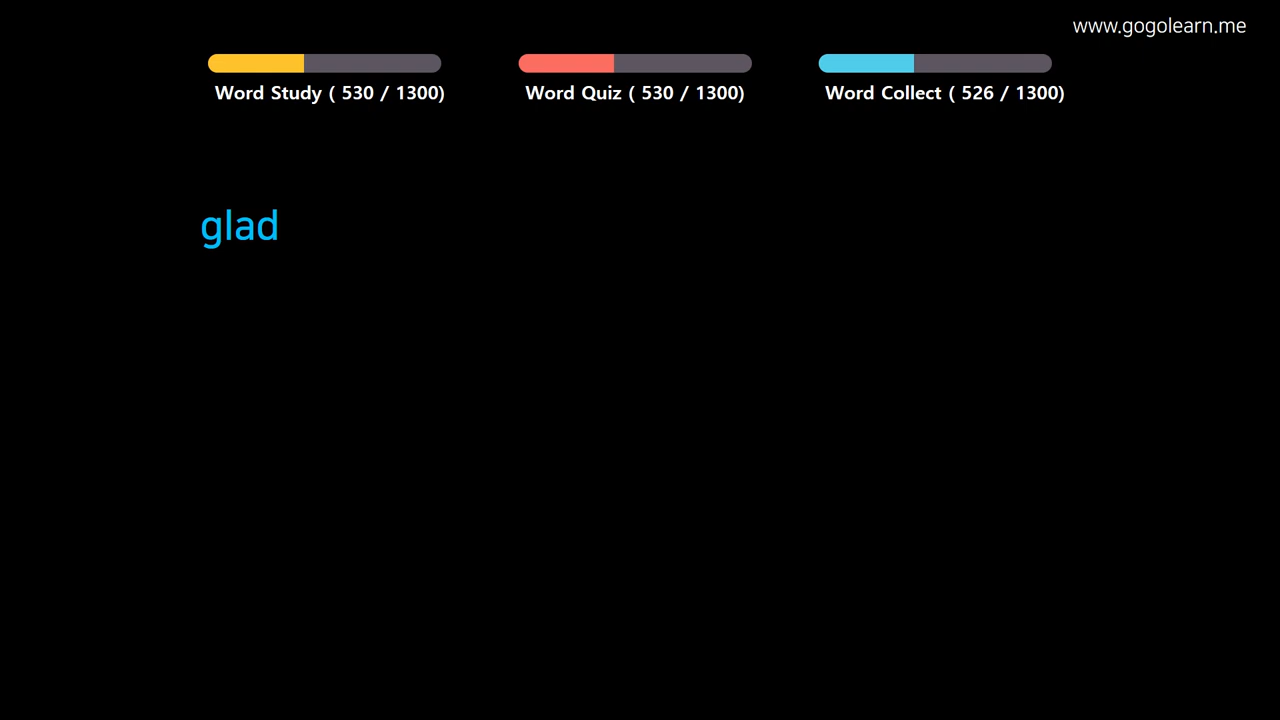 www.gogolearn.me
Word Study ( 530 / 1300)
Word Quiz ( 530 / 1300)
Word Collect ( 526 / 1300)
glad